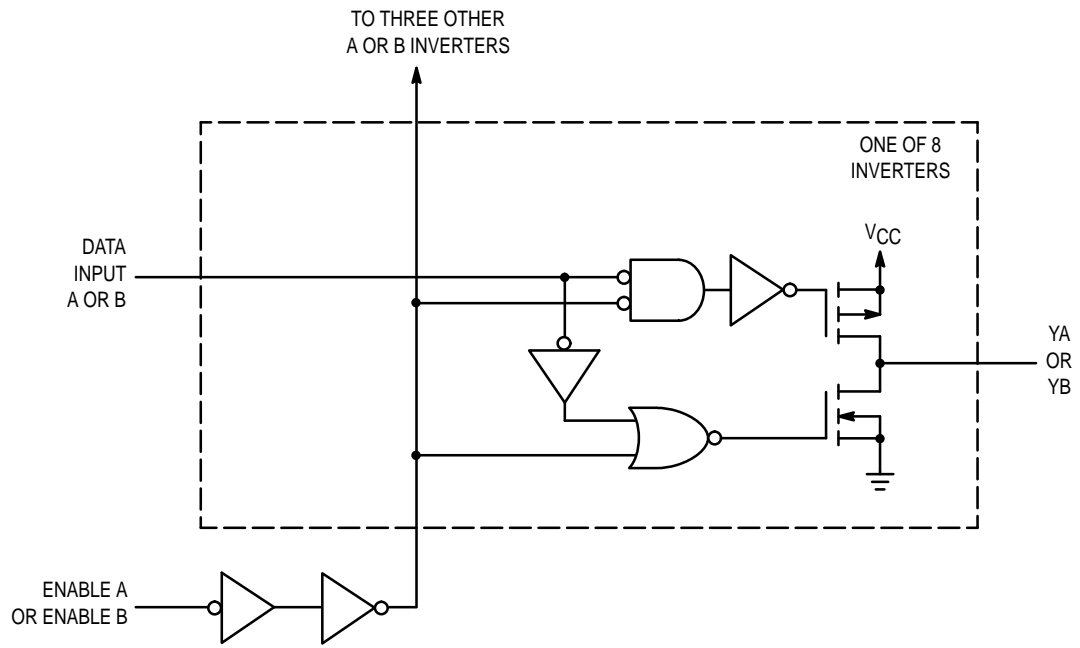 TO THREE OTHER
A OR B INVERTERS
ONE OF 8
INVERTERS
VCC
DATA
INPUT
A OR B
YA
OR
YB
ENABLE A
OR ENABLE B